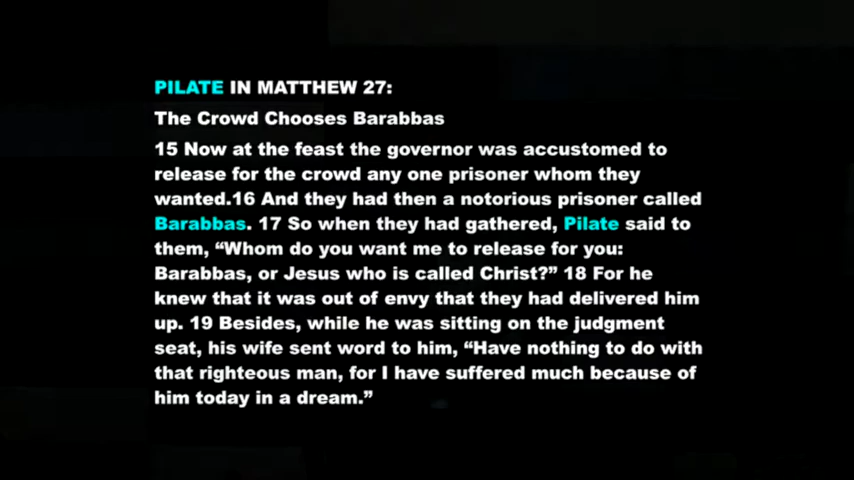 PILATE IN MATTHEW 27:
The Crowd Chooses Barabbas
15 Now at the feast the governor was accustomed to
release for the crowd any one prisoner whom they
wanted.16 And they had then a notorious prisoner called
Barabbas. 17 So when they had gathered, Pilate said to
them, “Whom do you want me to release for you:
Barabbas, or Jesus who is called Christ?” 18 For he
knew that it was out of envy that they had delivered him
up. 19 Besides, while he was sitting on the judgment
seat, his wife sent word to him, “Have nothing to do with
that righteous man, for I have suffered much because of
him today in a dream.”